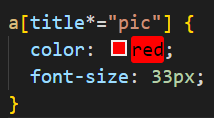 a[title*="pic"] {
  color: red;
  font-size: 33px;
}